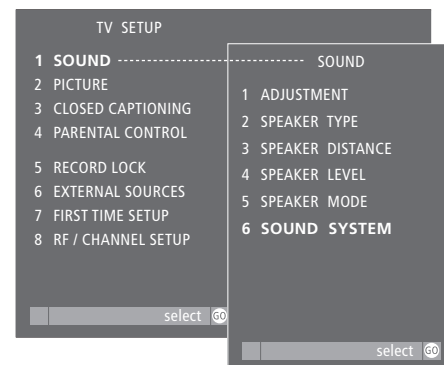 TV SETUP
1 SOUND
2 PICTURE
3 CLOSED CAPTIONING
4 PARENTAL CONTROL
5 RECORD LOCK
6 EXTERNAL SOURCES
7 FIRST TIME SETUP
8 RF / CHANNEL SETUP
select GO
SOUND
1 ADJUSTMENT
2 SPEAKER TYPE
3 SPEAKER DISTANCE
4 SPEAKER LEVEL
5 SPEAKER MODE
6 SOUND SYSTEM
select GO